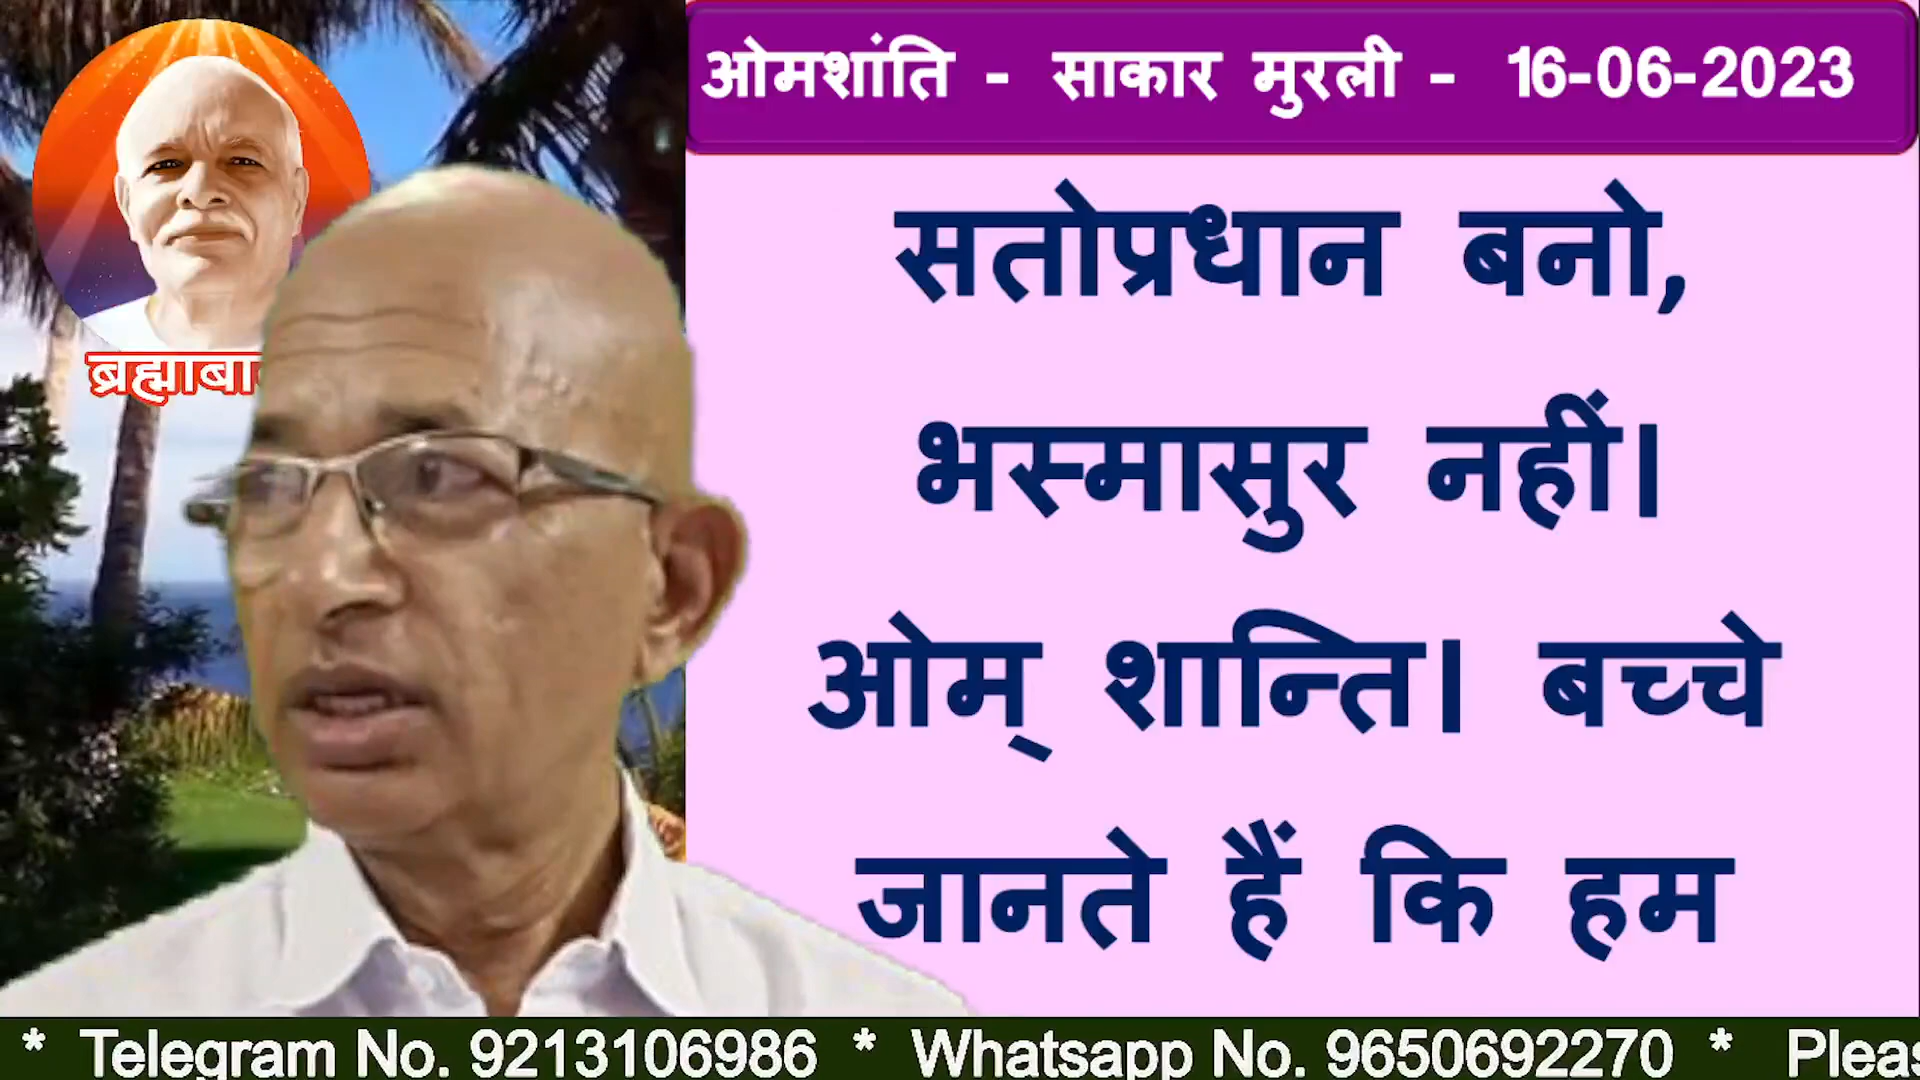 ओमशांति - साकार मुरली - 16-06-2023
सतोप्रधान बनो,
भस्मासुर नहीं।
ओम् शान्ति। बच्चे
जानते हैं कि हम
* Telegram No. 9213106986 * Whatsapp No. 9650692270 *